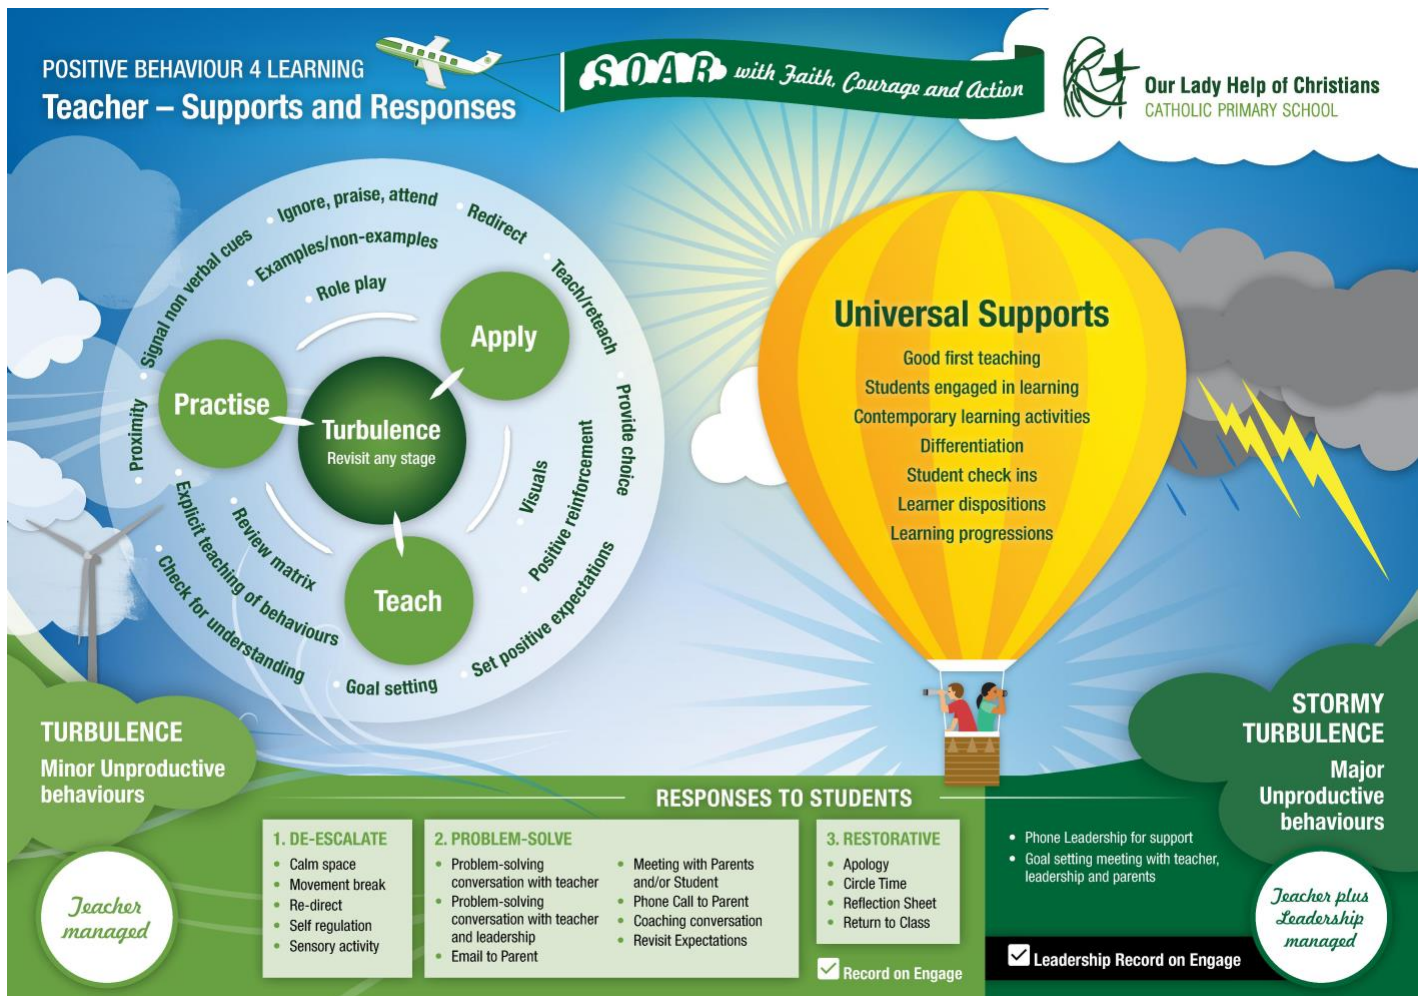 POSITIVE BEHAVIOUR 4 LEARNING
Teacher – Supports and Responses
SOAR with Faith, Courage and Action
Our Lady Help of Christians
CATHOLIC PRIMARY SCHOOL
• Ignore, praise, attend
• Redirect
• Teach/reteach
• Provide choice
• Set positive expectations
• Goal setting
• Check for understanding
• Proximity
• Signal non verbal cues
• Examples/non-examples
• Role play
Apply
• Visuals
• Positive reinforcement
Practise
Turbulence
Revisit any stage
• Explicit teaching of behaviours
• Review matrix
Teach
Universal Supports
Good first teaching
Students engaged in learning
Contemporary learning activities
Differentiation
Student check ins
Learner dispositions
Learning progressions
TURBULENCE
Minor Unproductive
behaviours
Teacher
managed
STORMY
TURBULENCE
Major
Unproductive
behaviours
RESPONSES TO STUDENTS
1. DE-ESCALATE
• Calm space
• Movement break
• Re-direct
• Self regulation
• Sensory activity
2. PROBLEM-SOLVE
• Problem-solving
conversation with teacher
• Problem-solving
conversation with teacher
and leadership
• Email to Parent
• Meeting with Parents
and/or Student
• Phone Call to Parent
• Coaching conversation
• Revisit Expectations
3. RESTORATIVE
• Apology
• Circle Time
• Reflection Sheet
• Return to Class
Record on Engage
• Phone Leadership for support
• Goal setting meeting with teacher,
leadership and parents
Leadership Record on Engage
Teacher plus
Leadership
managed